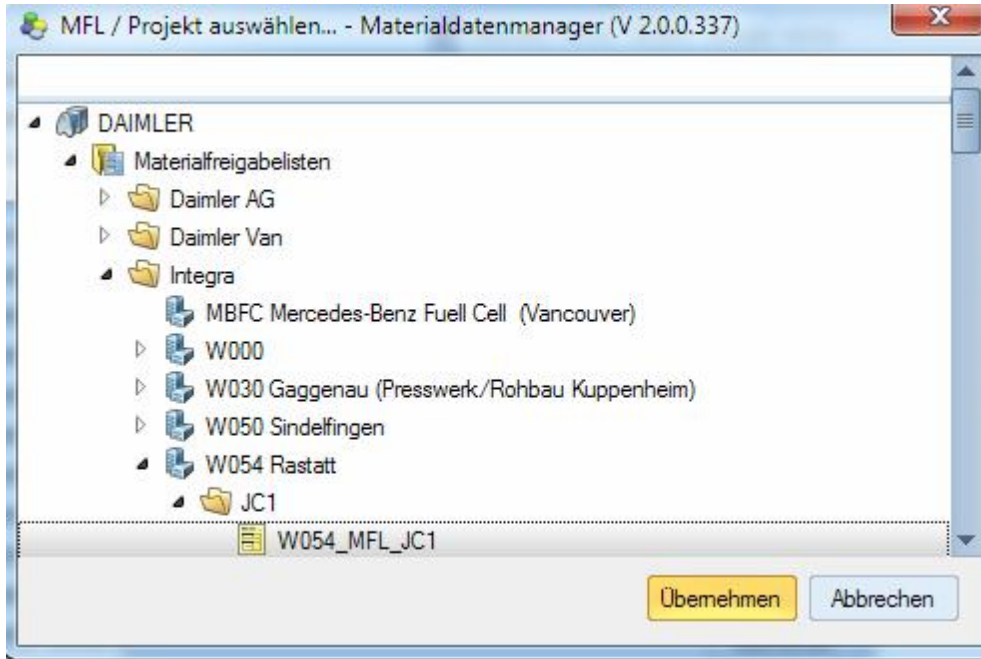 MFL / Projekt auswählen... - Materialdatenmanager (V 2.0.0.337)
DAIMLER
Materialfreigabelisten
Daimler AG
Daimler Van
Integra
MBFC Mercedes-Benz Fuell Cell (Vancouver)
W000
W030 Gaggenau (Presswerk/Rohbau Kuppenheim)
W050 Sindelfingen
W054 Rastatt
JC1
W054_MFL_JC1
Übernehmen Abbrechen